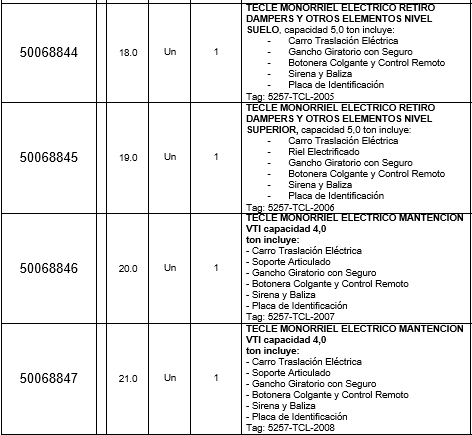 50068844 18.0 Un 1
TECLE MONORRIEL ELECTRICO RETIRO
DAMPERS Y OTROS ELEMENTOS NIVEL
SUELO, capacidad 5,0 ton incluye:
- Carro Traslación Eléctrica
- Gancho Giratorio con Seguro
- Botonera Colgante y Control Remoto
- Sirena y Baliza
- Placa de Identificación
Tag: 5257-TCL-2005
50068845 19.0 Un 1
TECLE MONORRIEL ELECTRICO RETIRO
DAMPERS Y OTROS ELEMENTOS NIVEL
SUPERIOR, capacidad 5,0 ton incluye:
- Carro Traslación Eléctrica
- Riel Electrificado
- Gancho Giratorio con Seguro
- Botonera Colgante y Control Remoto
- Sirena y Baliza
- Placa de Identificación
Tag: 5257-TCL-2006
50068846 20.0 Un 1
TECLE MONORRIEL ELECTRICO MANTENCION
VTI capacidad 4,0
ton incluye:
- Carro Traslación Eléctrica
- Soporte Articulado
- Gancho Giratorio con Seguro
- Botonera Colgante y Control Remoto
- Sirena y Baliza
- Placa de Identificación
Tag: 5257-TCL-2007
50068847 21.0 Un 1
TECLE MONORRIEL ELECTRICO MANTENCION
VTI capacidad 4,0
ton incluye:
- Carro Traslación Eléctrica
- Soporte Articulado
- Gancho Giratorio con Seguro
- Botonera Colgante y Control Remoto
- Sirena y Baliza
- Placa de Identificación
Tag: 5257-TCL-2008